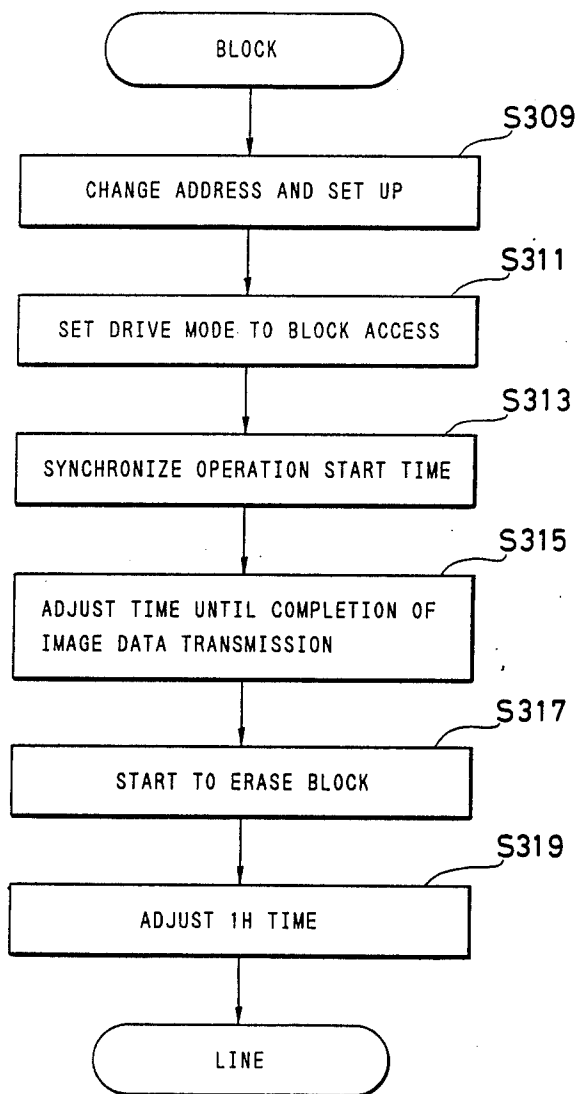 BLOCK
S309
CHANGE ADDRESS AND SET UP
S311
SET DRIVE MODE TO BLOCK ACCESS
S313
SYNCHRONIZE OPERATION START TIME
S315
ADJUST TIME UNTIL COMPLETION OF
IMAGE DATA TRANSMISSION
S317
START TO ERASE BLOCK
S319
ADJUST 1H TIME
LINE